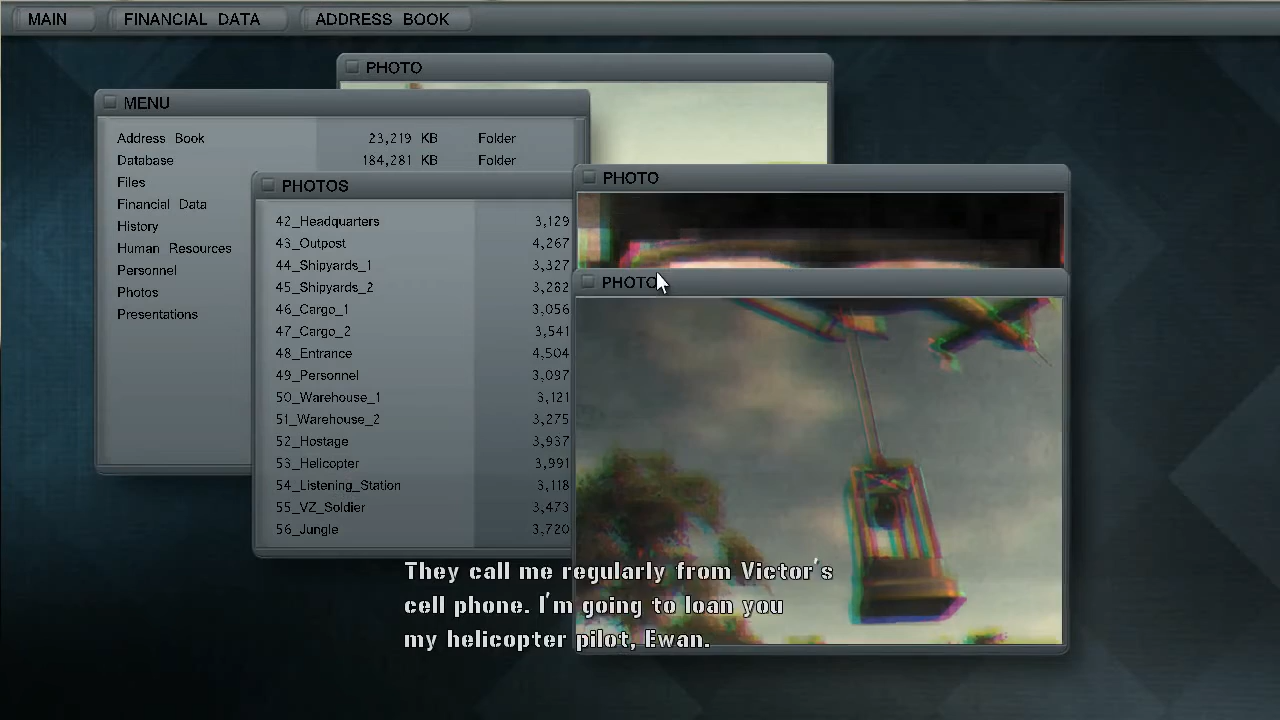 MAIN
FINANCIAL DATA
ADDRESS BOOK
PHOTO
MENU
Address Book 23,219 KB Folder
Database 184,281 KB Folder
Files
Financial Data
History
Human Resources
Personnel
Photos
Presentations
PHOTOS
42_Headquarters 3,129
43_Outpost 4,267
44_Shipyards_1 3,327
45_Shipyards_2 3,282
46_Cargo_1 3,056
47_Cargo_2 3,541
48_Entrance 4,504
49_Personnel 3,097
50_Warehouse_1 3,121
51_Warehouse_2 3,275
52_Hostage 3,937
53_Helicopter 3,991
54_Listening_Station 3,118
55_VZ_Soldier 3,473
56_Jungle 3,720
PHOTO
PHOTO
They call me regularly from Victor's
cell phone. I'm going to loan you
my helicopter pilot, Ewan.